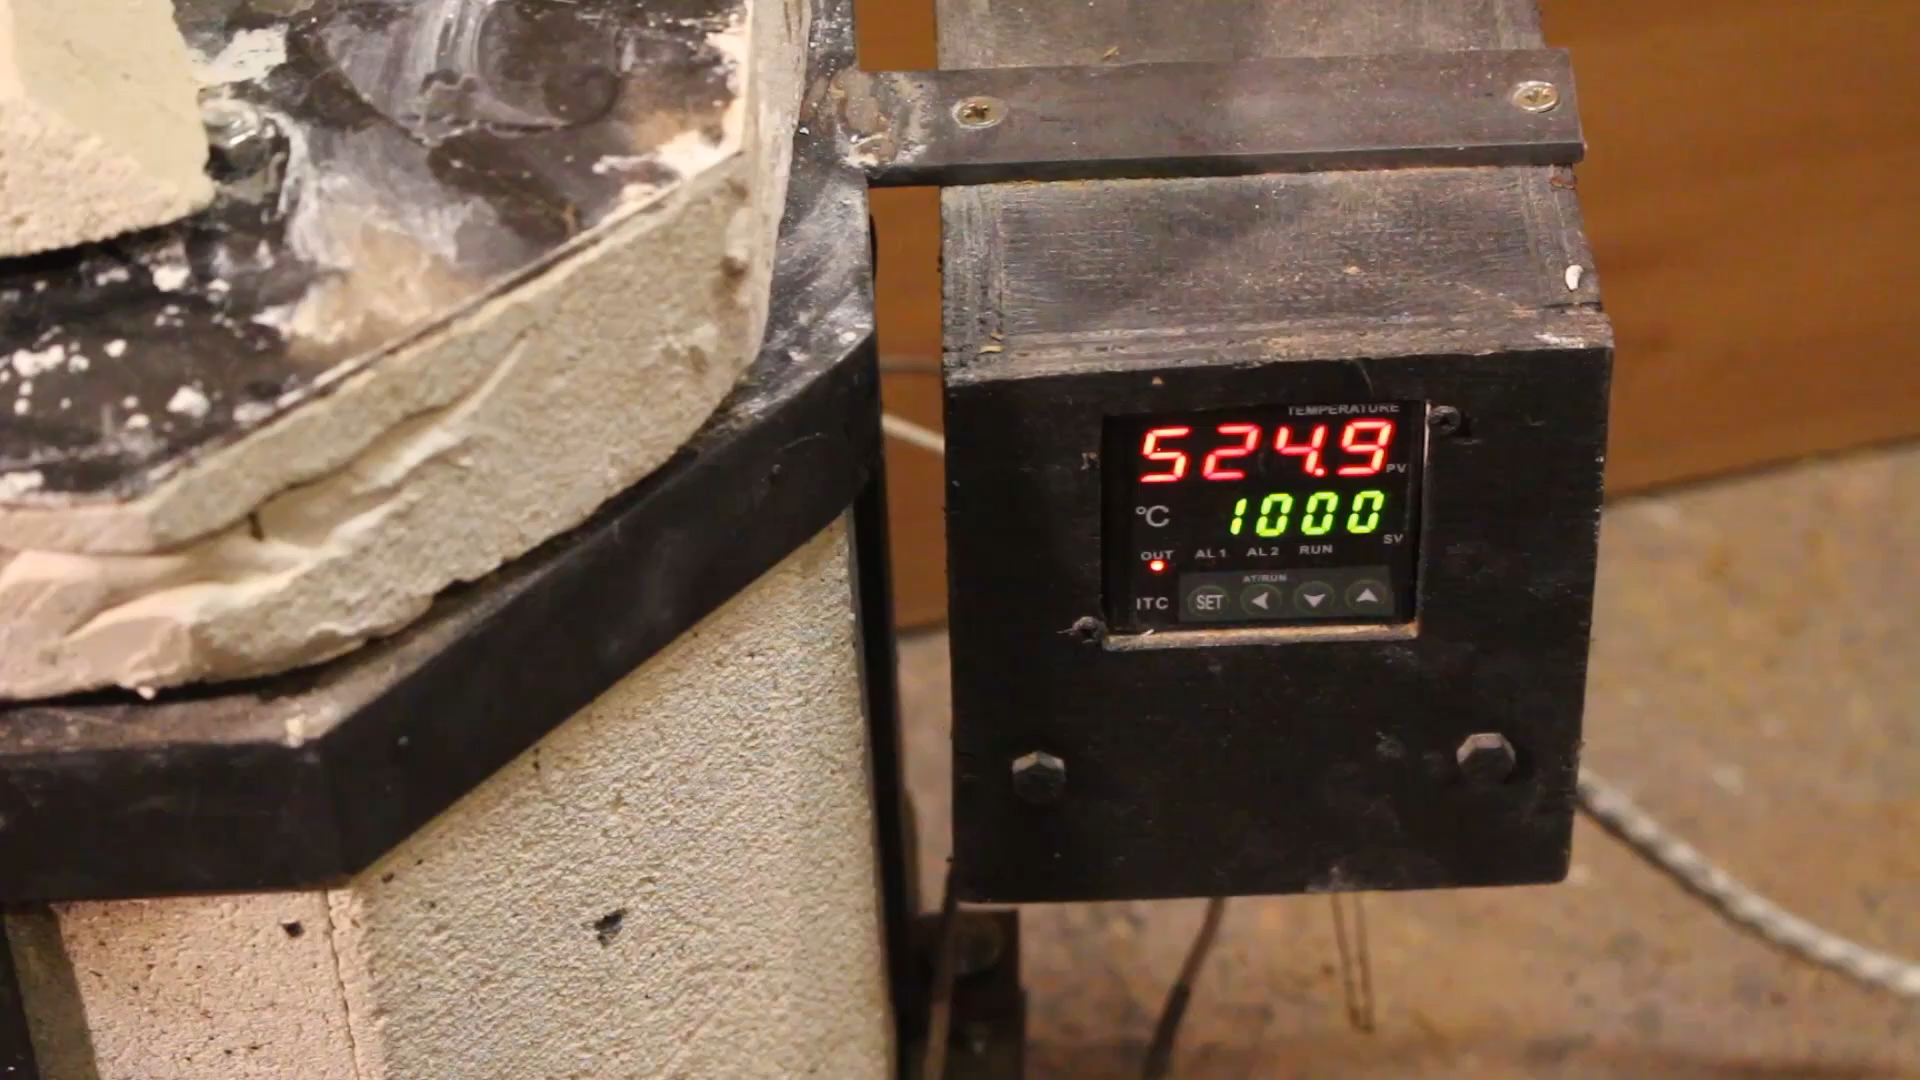 TEMPERATURE
524.9 PV
°C 1000 SV
OUT AL1 AL2 RUN
AT/RUN
ITC SET